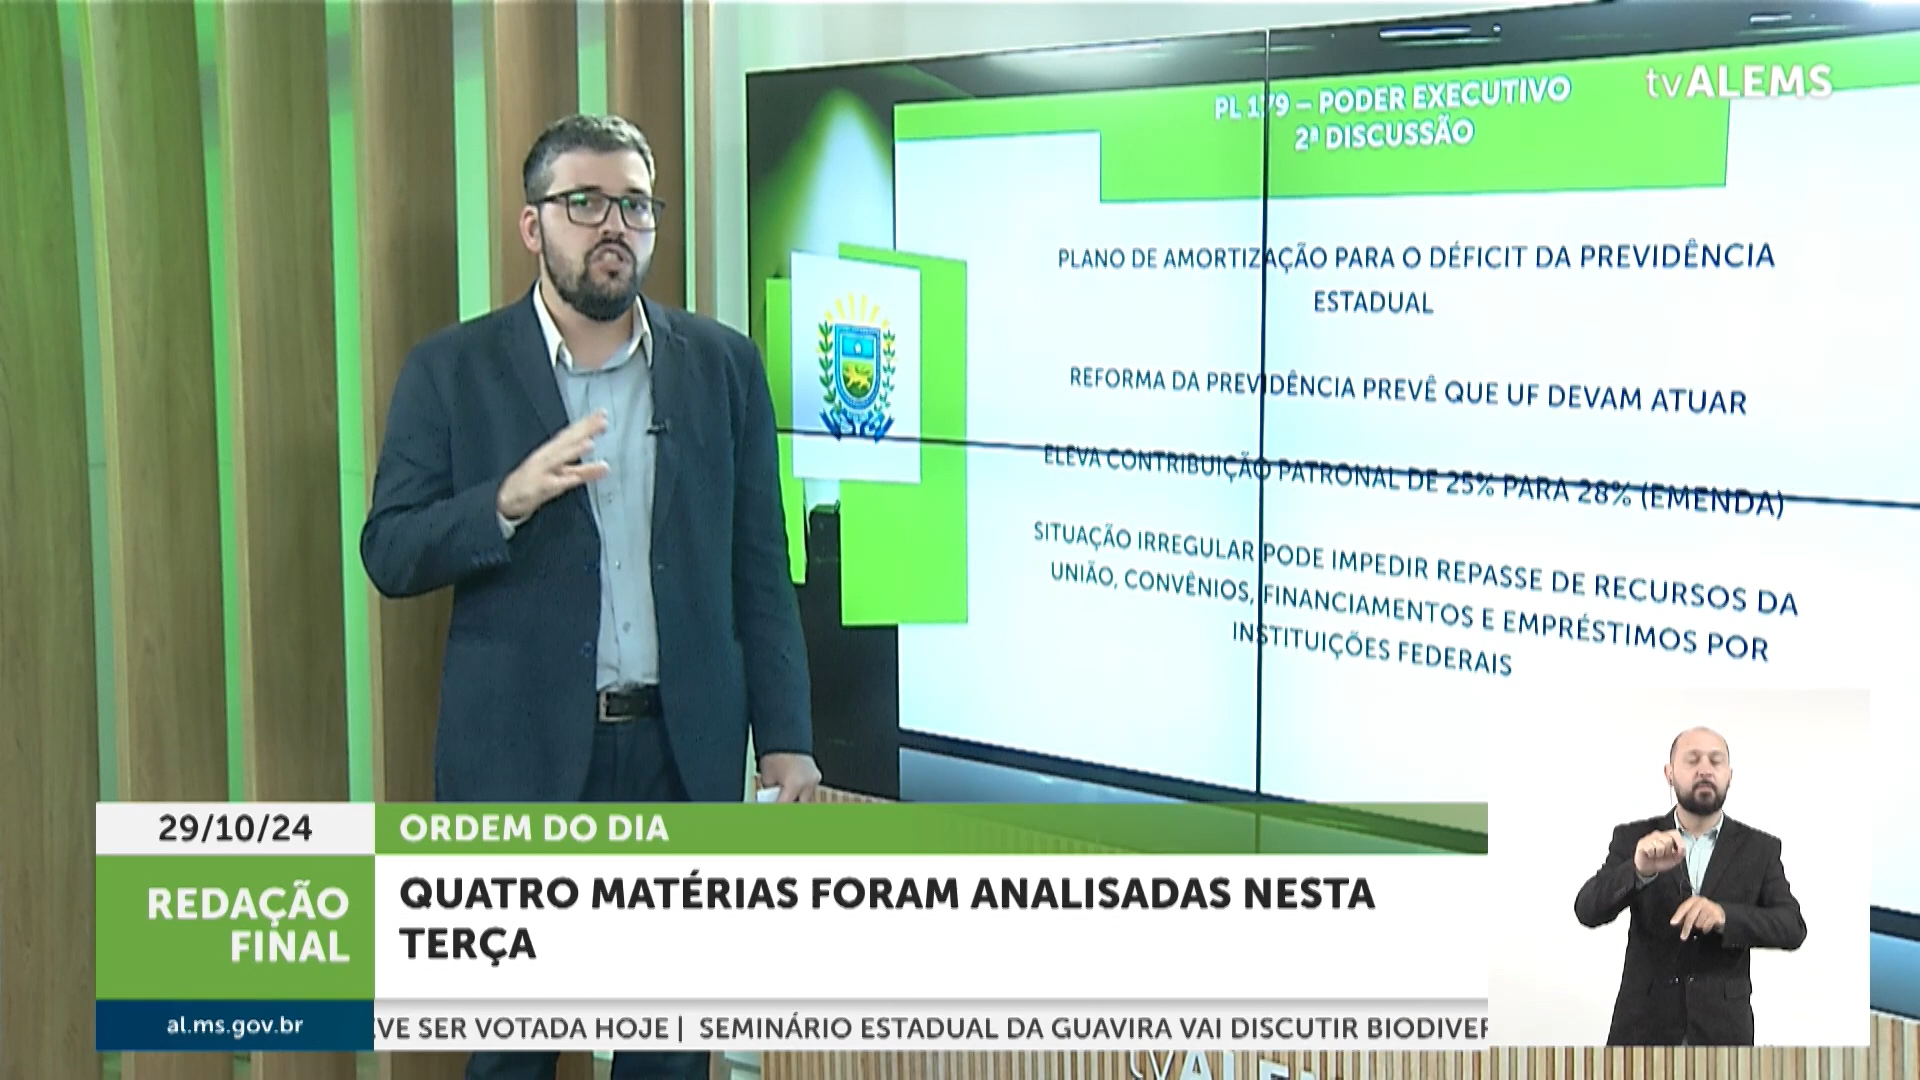 PL 179 – PODER EXECUTIVO
2ª DISCUSSÃO
tvALEMS
PLANO DE AMORTIZAÇÃO PARA O DÉFICIT DA PREVIDÊNCIA
ESTADUAL
REFORMA DA PREVIDÊNCIA PREVÊ QUE UF DEVAM ATUAR
ELEVA CONTRIBUIÇÃO PATRONAL DE 25% PARA 28% (EMENDA)
SITUAÇÃO IRREGULAR PODE IMPEDIR REPASSE DE RECURSOS DA
UNIÃO, CONVÊNIOS, FINANCIAMENTOS E EMPRÉSTIMOS POR
INSTITUIÇÕES FEDERAIS
29/10/24
ORDEM DO DIA
REDAÇÃO
FINAL
QUATRO MATÉRIAS FORAM ANALISADAS NESTA
TERÇA
al.ms.gov.br
EVE SER VOTADA HOJE | SEMINÁRIO ESTADUAL DA GUAVIRA VAI DISCUTIR BIODIVER